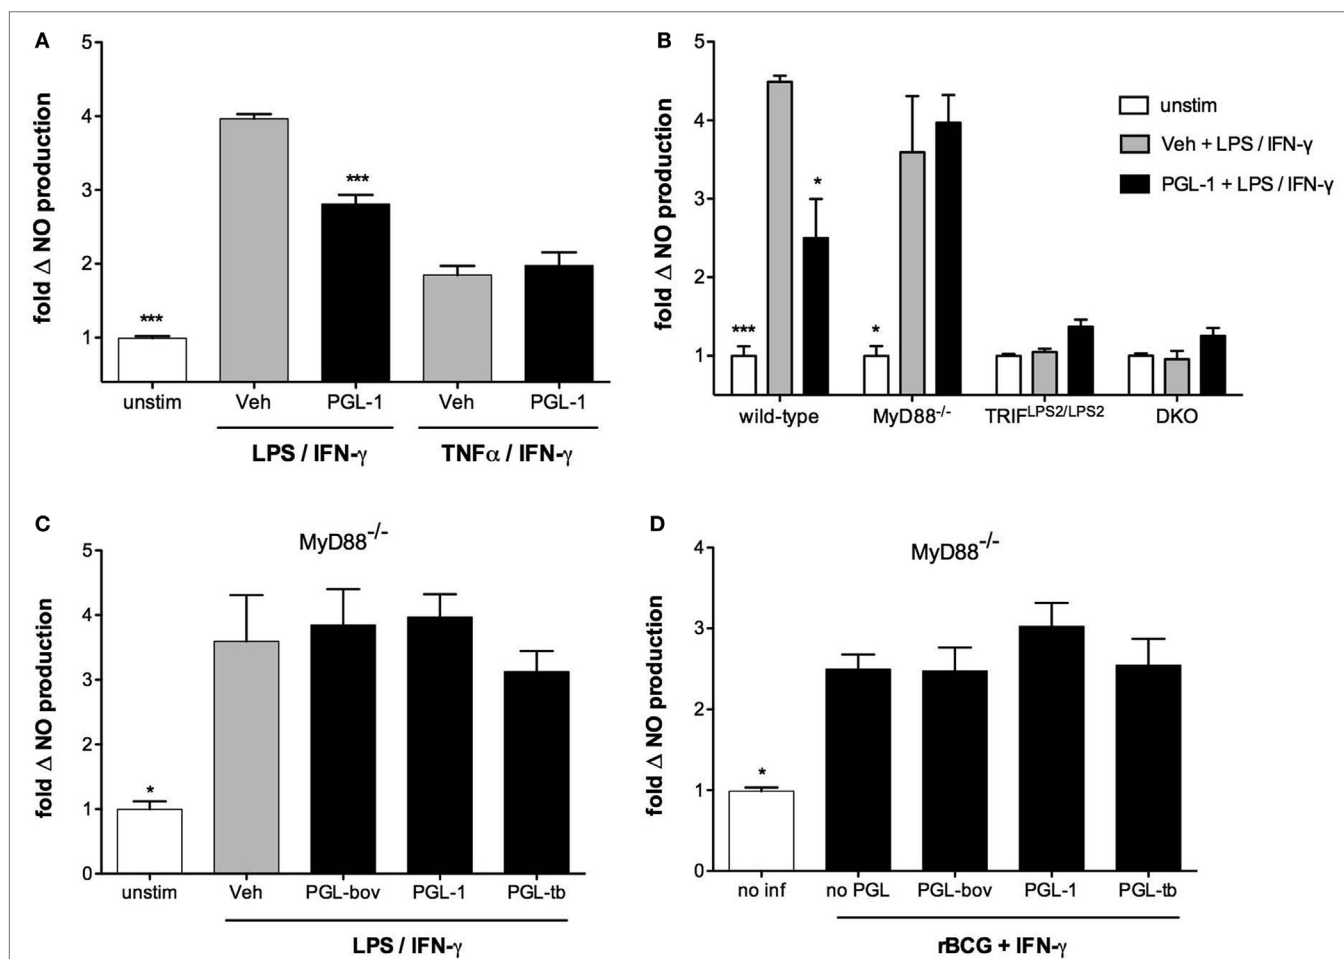 A
fold Δ NO production
5
4
3
2
1
***
***
unstim Veh PGL-1 Veh PGL-1
LPS / IFN-γ TNFα / IFN-γ
B
fold Δ NO production
5
4
3
2
1
***
*
*
wild-type MyD88-/- TRIFLPS2/LPS2 DKO
unstim
Veh + LPS / IFN-γ
PGL-1 + LPS / IFN-γ
C
MyD88-/-
fold Δ NO production
5
4
3
2
1
0
*
unstim Veh PGL-bov PGL-1 PGL-tb
LPS / IFN-γ
D
MyD88-/-
fold Δ NO production
4
3
2
1
0
*
no inf no PGL PGL-bov PGL-1 PGL-tb
rBCG + IFN-γ